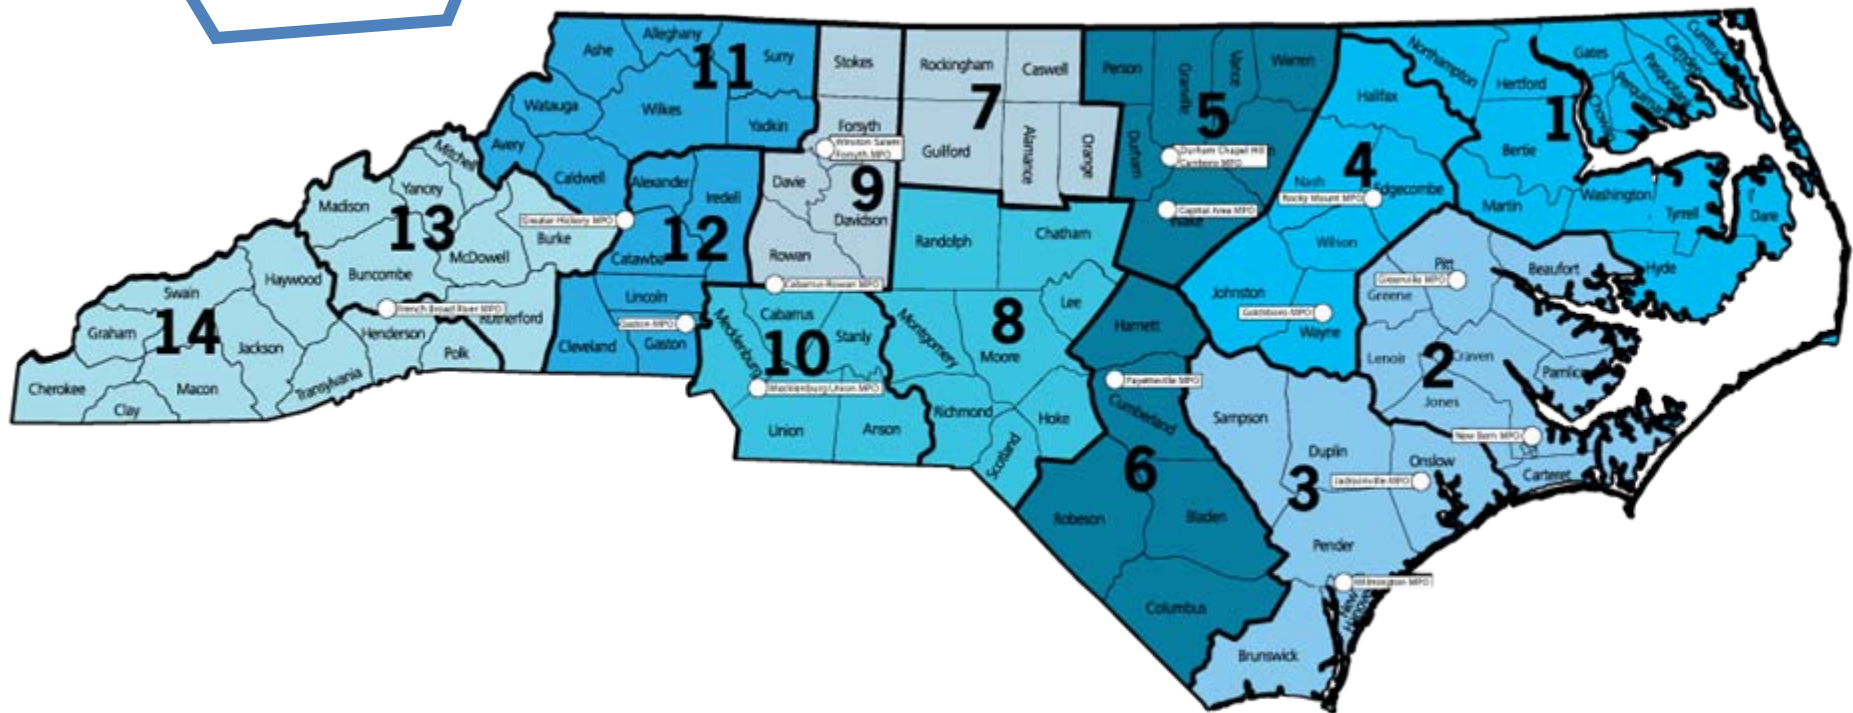 Ashe
Alleghany
Surry
11
Watauga
Wilkes
Yadkin
Avery
Caldwell
Stokes
Forsyth
Winston Salem
Forsyth MPO
Davie
9
Davidson
Rowan
Cabarrus-Rowan MPO
Rockingham
Caswell
7
Guilford
Alamance
Orange
Person
Granville
Vance
Warren
5
Durham
Durham Chapel Hill
Carrboro MPO
Capital Area MPO
Wake
Northampton
Halifax
4
Nash
Edgecombe
Rocky Mount MPO
Wilson
Johnston
Goldsboro MPO
Wayne
Hertford
Gates
Currituck
Camden
Pasquotank
Perquimans
Chowan
1
Bertie
Martin
Washington
Tyrrell
Dare
Hyde
Mitchell
Yancey
Madison
13
McDowell
Buncombe
Burke
Rutherford
Greater Hickory MPO
Alexander
Iredell
12
Catawba
Lincoln
Gaston MPO
Cleveland
Gaston
Haywood
Swain
Graham
14
Jackson
Cherokee
Macon
Clay
Transylvania
Henderson
Polk
French Broad River MPO
Mecklenburg
Cabarrus
Stanly
10
Mecklenburg Union MPO
Union
Anson
Randolph
Chatham
Lee
8
Montgomery
Moore
Richmond
Hoke
Scotland
Harnett
Fayetteville MPO
Cumberland
6
Robeson
Bladen
Columbus
Pitt
Greenville MPO
Greene
Beaufort
Lenoir
Craven
2
Pamlico
Jones
New Bern MPO
Carteret
Sampson
Duplin
3
Onslow
Jacksonville MPO
Pender
Wilmington MPO
New
Hanover
Brunswick